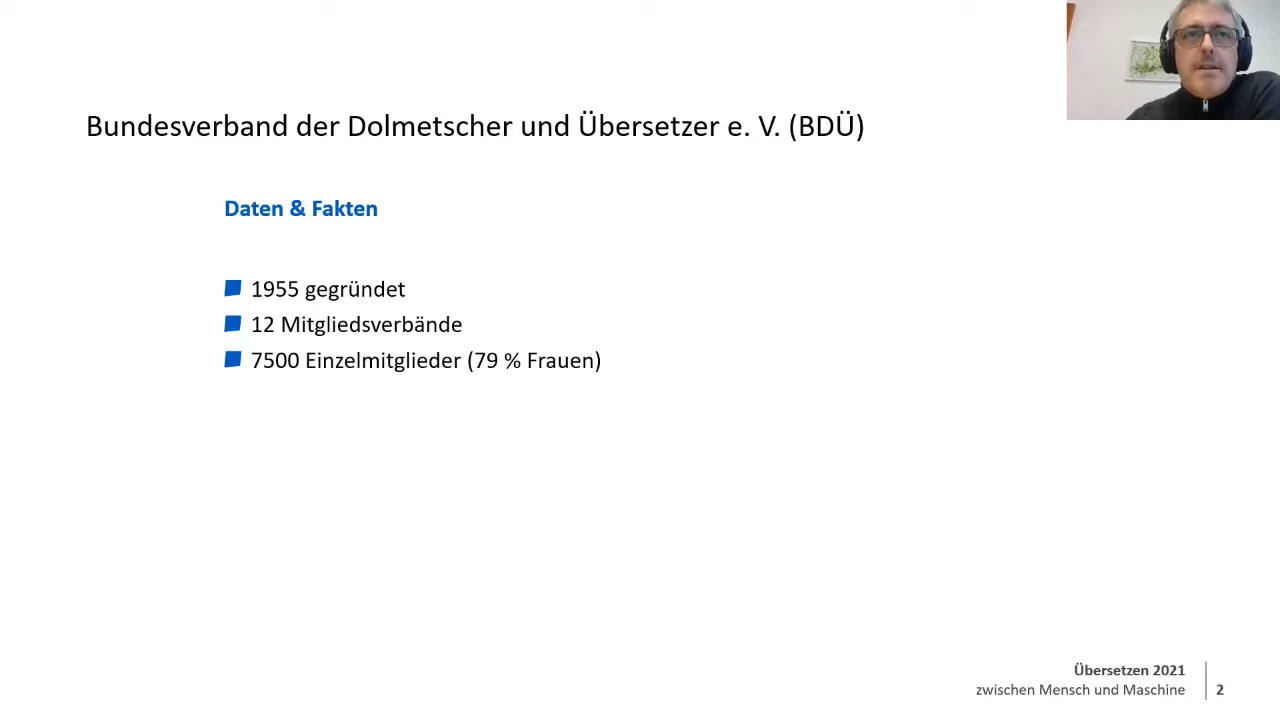 Bundesverband der Dolmetscher und Übersetzer e. V. (BDÜ)
Daten & Fakten
1955 gegründet
12 Mitgliedsverbände
7500 Einzelmitglieder (79 % Frauen)
Übersetzen 2021
zwischen Mensch und Maschine
2